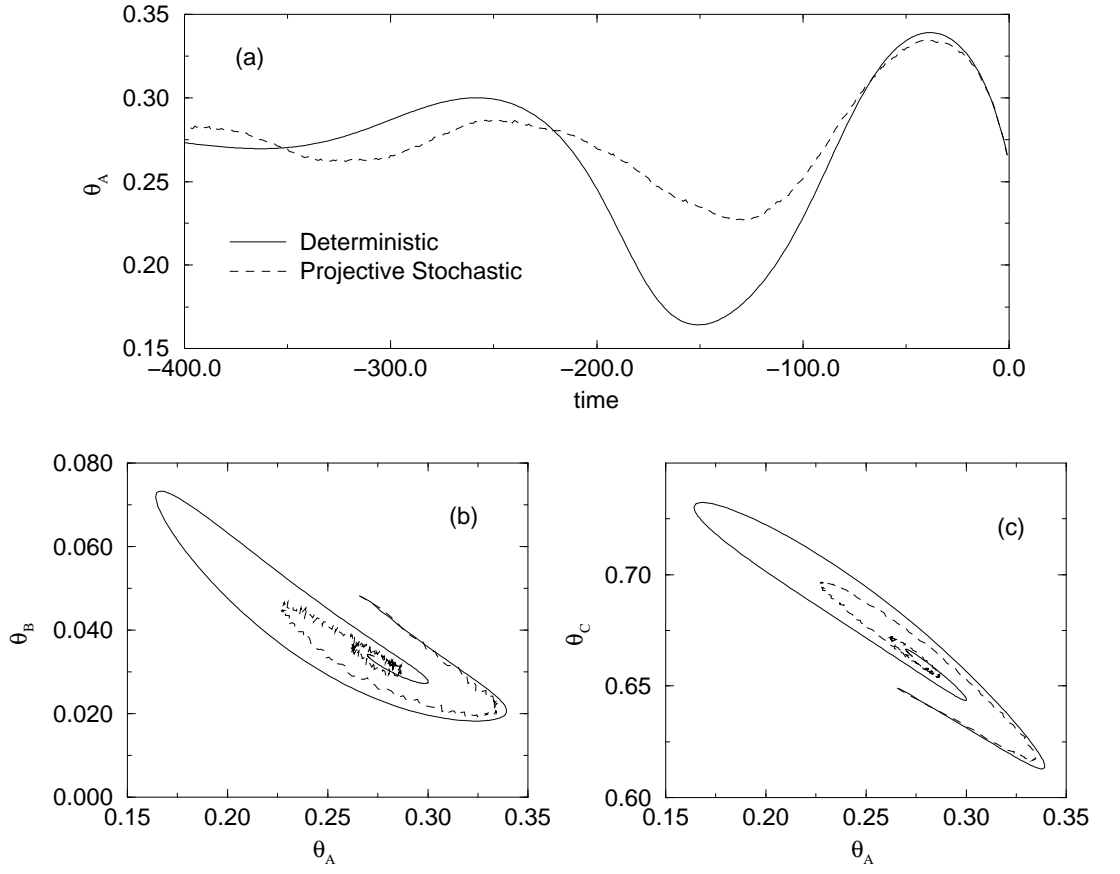 0.35
(a)
0.30
θA
0.25
Deterministic
0.20
Projective Stochastic
0.15
−400.0 −300.0 −200.0 −100.0 0.0
time
0.080
(b)
0.060
θB
0.040
0.020
0.000
0.15 0.20 0.25 0.30 0.35
θA
(c)
0.70
θC
0.65
0.60
0.15 0.20 0.25 0.30 0.35
θA